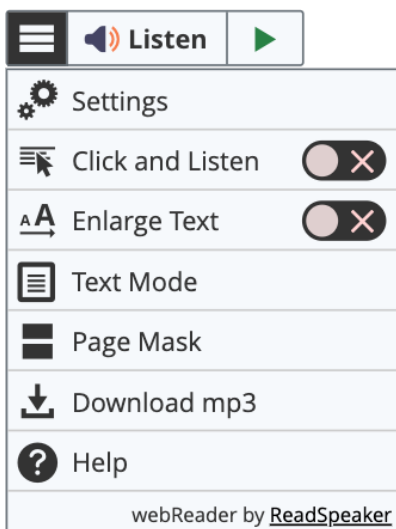 Listen
Settings
Click and Listen
Enlarge Text
Text Mode
Page Mask
Download mp3
Help
webReader by ReadSpeaker